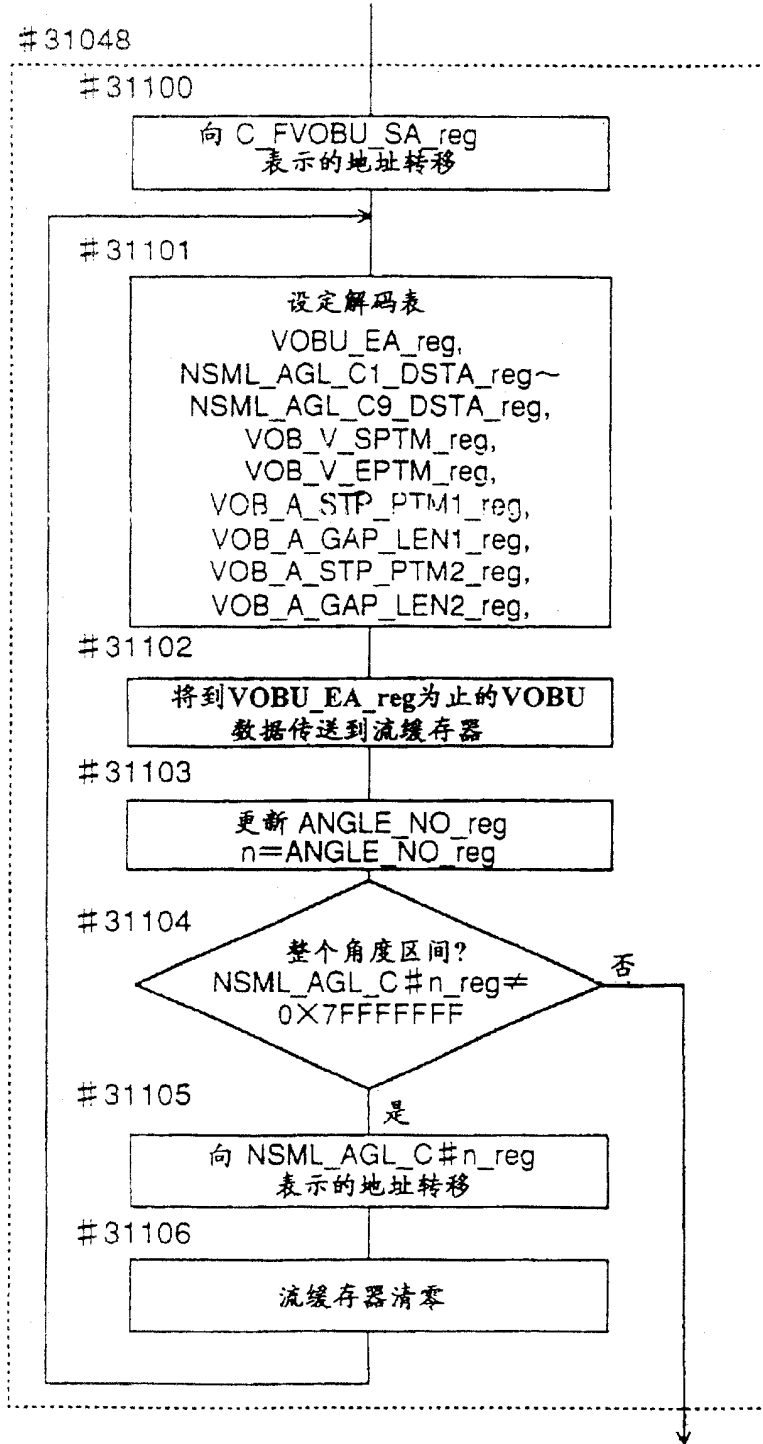 #31048
#31100
向 C_FVOBU_SA_reg
表示的地址转移
#31101
设定解码表
VOBU_EA_reg,
NSML_AGL_C1_DSTA_reg～
NSML_AGL_C9_DSTA_reg,
VOB_V_SPTM_reg,
VOB_V_EPTM_reg,
VOB_A_STP_PTM1_reg,
VOB_A_GAP_LEN1_reg,
VOB_A_STP_PTM2_reg,
VOB_A_GAP_LEN2_reg,
#31102
将到VOBU_EA_reg为止的VOBU
数据传送到流缓存器
#31103
更新 ANGLE_NO_reg
n=ANGLE_NO_reg
#31104
整个角度区间?
NSML_AGL_C#n_reg≠
0×7FFFFFFF
否
#31105
是
向 NSML_AGL_C#n_reg
表示的地址转移
#31106
流缓存器清零